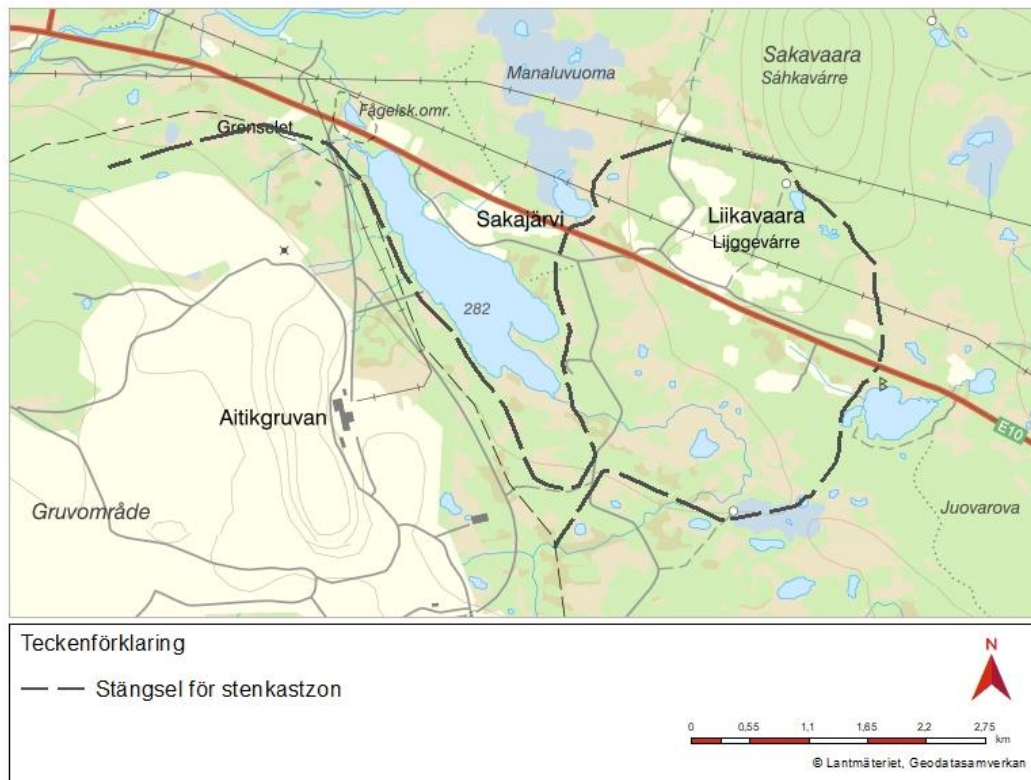 Sakavaara
Sáhkavárre
Manaluvuoma
Fågelsk.omr.
Grenselet
Sakajärvi
Liikavaara
Liiggevárre
282
Aitikgruvan
E10
Gruvområde
Juovarova
Teckenförklaring
Stängsel för stenkastzon
N
0 0,55 1,1 1,65 2,2 2,75
km
© Lantmäteriet, Geodatasamverkan